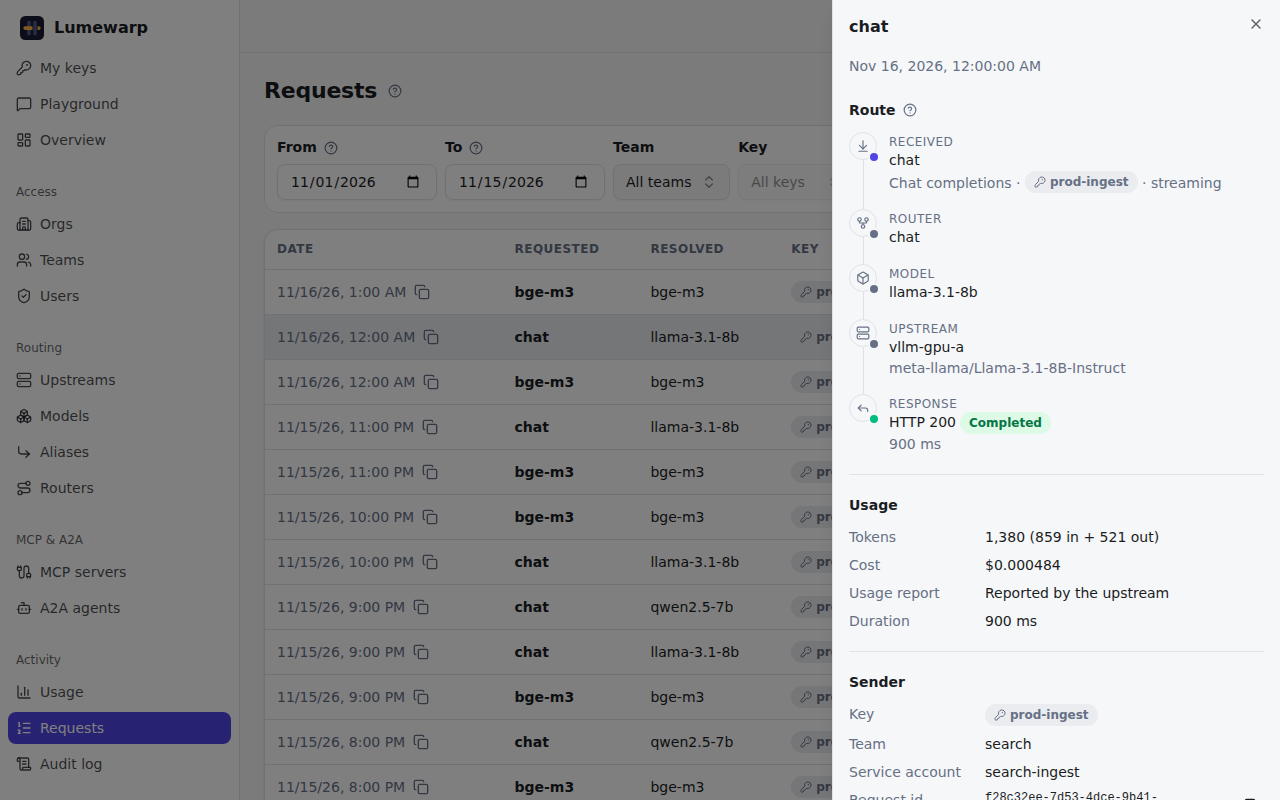 Lumewarp
My keys
Playground
Overview
Access
Orgs
Teams
Users
Routing
Upstreams
Models
Aliases
Routers
MCP & A2A
MCP servers
A2A agents
Activity
Usage
Requests
Audit log
Requests
From To Team Key
11/01/2026 11/15/2026 All teams All keys
DATE REQUESTED RESOLVED KEY
11/16/26, 1:00 AM bge-m3 bge-m3
11/16/26, 12:00 AM chat llama-3.1-8b
11/16/26, 12:00 AM bge-m3 bge-m3
11/15/26, 11:00 PM chat llama-3.1-8b
11/15/26, 11:00 PM bge-m3 bge-m3
11/15/26, 10:00 PM bge-m3 bge-m3
11/15/26, 10:00 PM chat llama-3.1-8b
11/15/26, 9:00 PM chat qwen2.5-7b
11/15/26, 9:00 PM chat llama-3.1-8b
11/15/26, 9:00 PM bge-m3 bge-m3
11/15/26, 8:00 PM chat qwen2.5-7b
11/15/26, 8:00 PM bge-m3 bge-m3
chat
Nov 16, 2026, 12:00:00 AM
Route
RECEIVED
chat
Chat completions · prod-ingest · streaming
ROUTER
chat
MODEL
llama-3.1-8b
UPSTREAM
vllm-gpu-a
meta-llama/Llama-3.1-8B-Instruct
RESPONSE
HTTP 200 Completed
900 ms
Usage
Tokens 1,380 (859 in + 521 out)
Cost $0.000484
Usage report Reported by the upstream
Duration 900 ms
Sender
Key prod-ingest
Team search
Service account search-ingest
Request id f28c32ee-7d53-4dce-9b41-